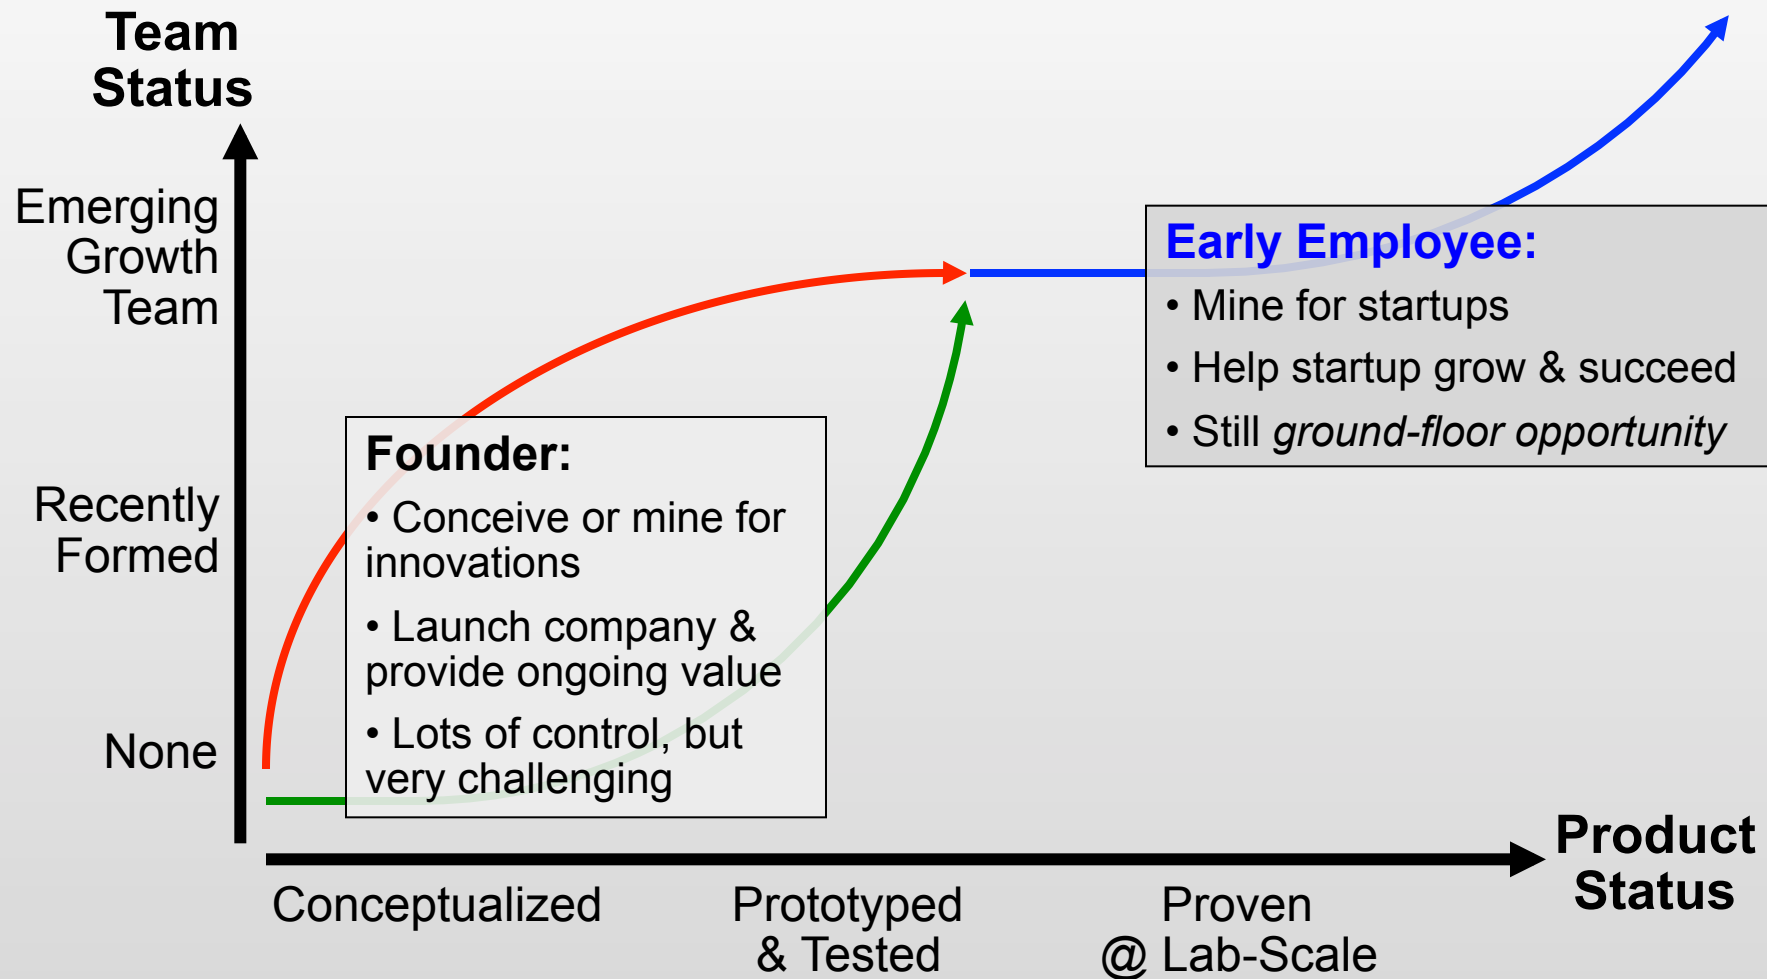 Team
Status
Emerging
Growth
Team
Recently
Formed
None
Founder:
• Conceive or mine for
innovations
• Launch company &
provide ongoing value
• Lots of control, but
very challenging
Early Employee:
• Mine for startups
• Help startup grow & succeed
• Still ground-floor opportunity
Conceptualized
Prototyped
& Tested
Proven
@ Lab-Scale
Product
Status